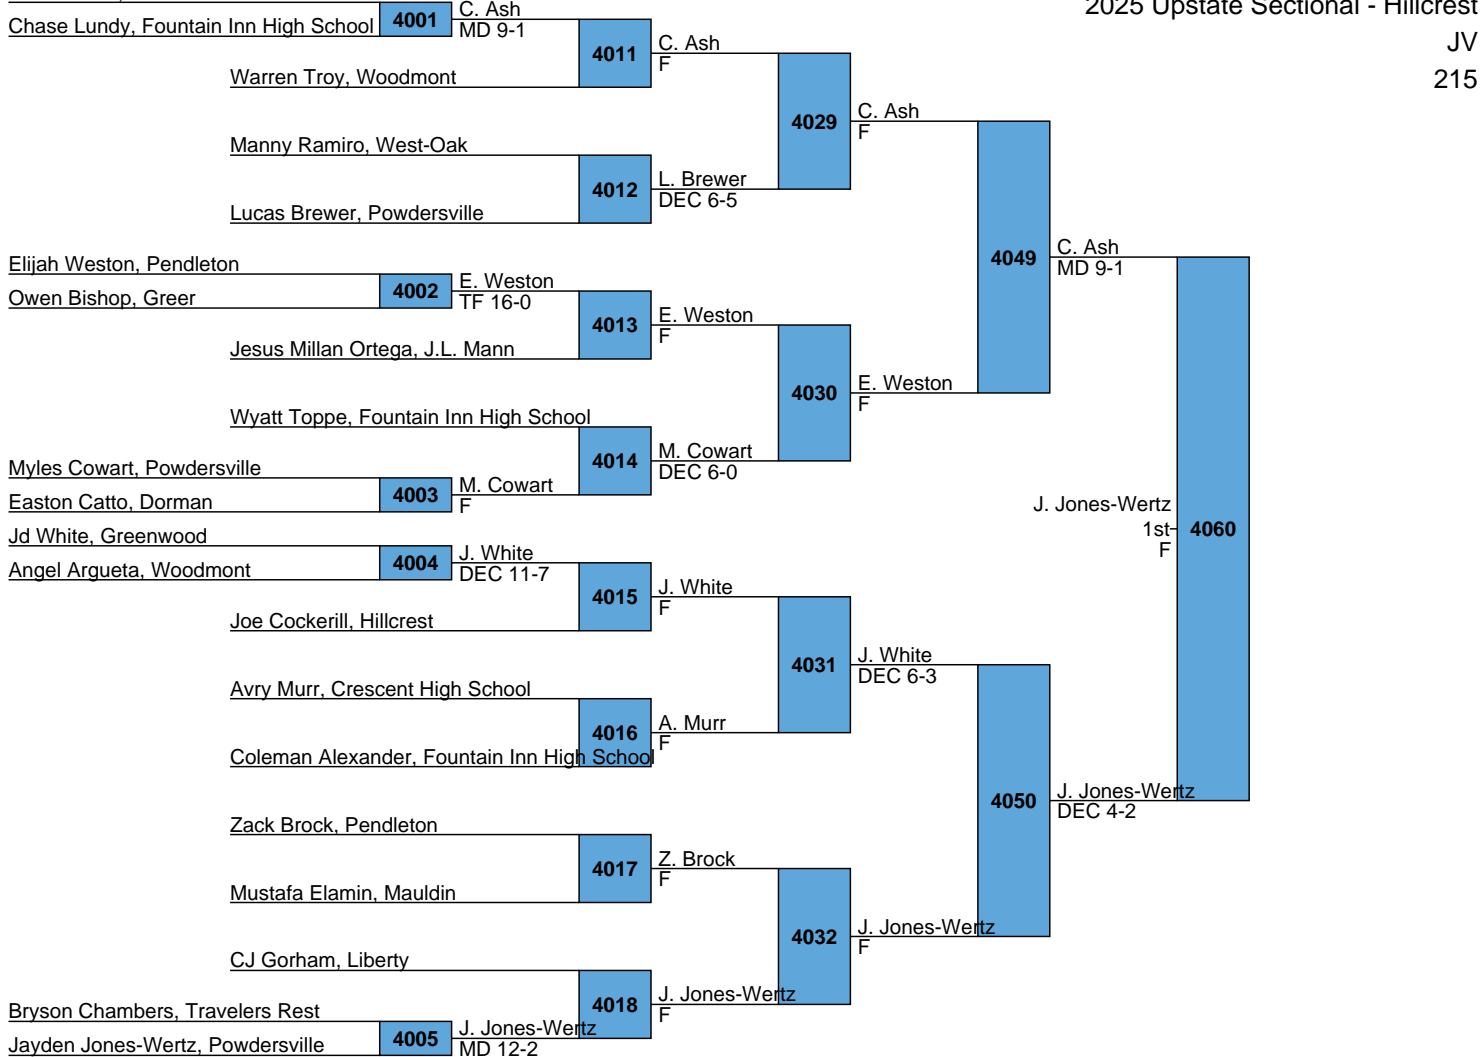 2025 Upstate Sectional - Hillcrest
JV
215
Chase Lundy, Fountain Inn High School
4001
C. Ash
MD 9-1
Warren Troy, Woodmont
4011
C. Ash
F
Manny Ramiro, West-Oak
4012
L. Brewer
DEC 6-5
Lucas Brewer, Powdersville
4029
C. Ash
F
Elijah Weston, Pendleton
Owen Bishop, Greer
4002
E. Weston
TF 16-0
Jesus Millan Ortega, J.L. Mann
4013
E. Weston
F
Wyatt Toppe, Fountain Inn High School
4014
M. Cowart
DEC 6-0
Myles Cowart, Powdersville
Easton Catto, Dorman
4003
M. Cowart
F
4030
E. Weston
F
4049
C. Ash
MD 9-1
Jd White, Greenwood
Angel Argueta, Woodmont
4004
J. White
DEC 11-7
Joe Cockerill, Hillcrest
4015
J. White
F
Avry Murr, Crescent High School
4016
A. Murr
F
Coleman Alexander, Fountain Inn High School
4031
J. White
DEC 6-3
Zack Brock, Pendleton
4017
Z. Brock
F
Mustafa Elamin, Mauldin
CJ Gorham, Liberty
4018
J. Jones-Wertz
F
Bryson Chambers, Travelers Rest
Jayden Jones-Wertz, Powdersville
4005
J. Jones-Wertz
MD 12-2
4032
J. Jones-Wertz
F
4050
J. Jones-Wertz
DEC 4-2
J. Jones-Wertz
1st
F
4060